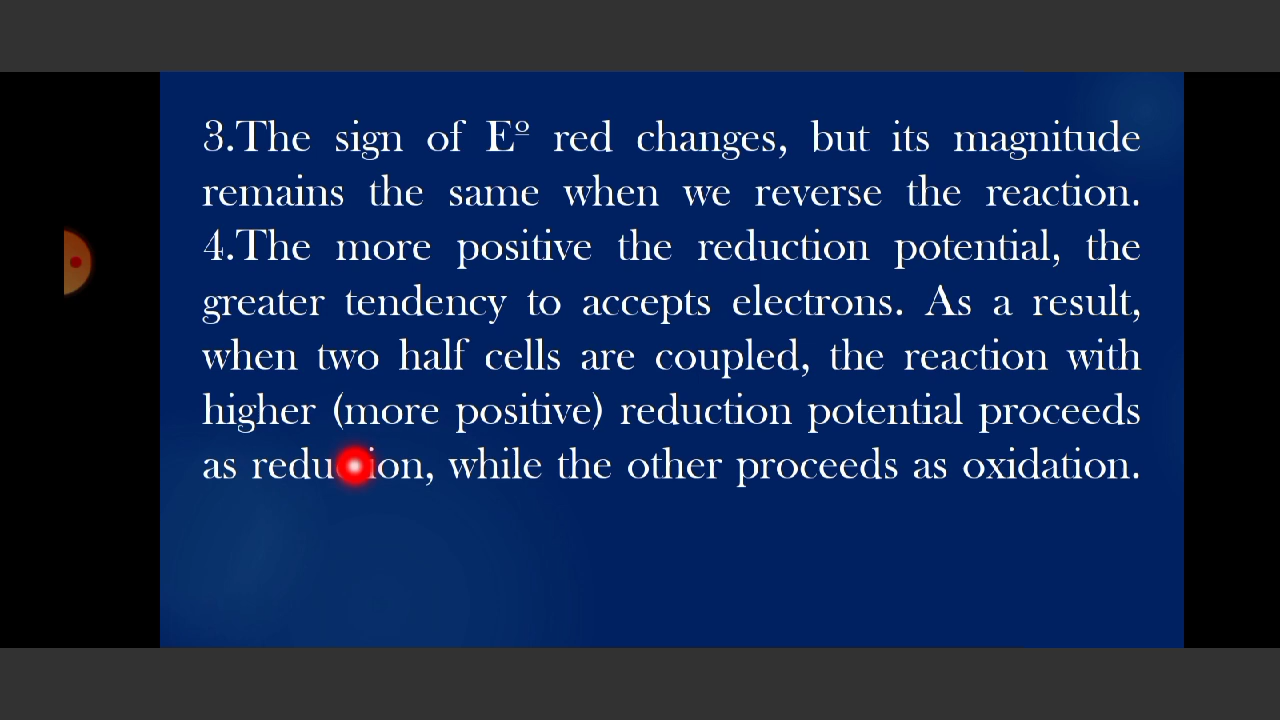 3.The sign of Eº red changes, but its magnitude
remains the same when we reverse the reaction.
4.The more positive the reduction potential, the
greater tendency to accepts electrons. As a result,
when two half cells are coupled, the reaction with
higher (more positive) reduction potential proceeds
as reduction, while the other proceeds as oxidation.